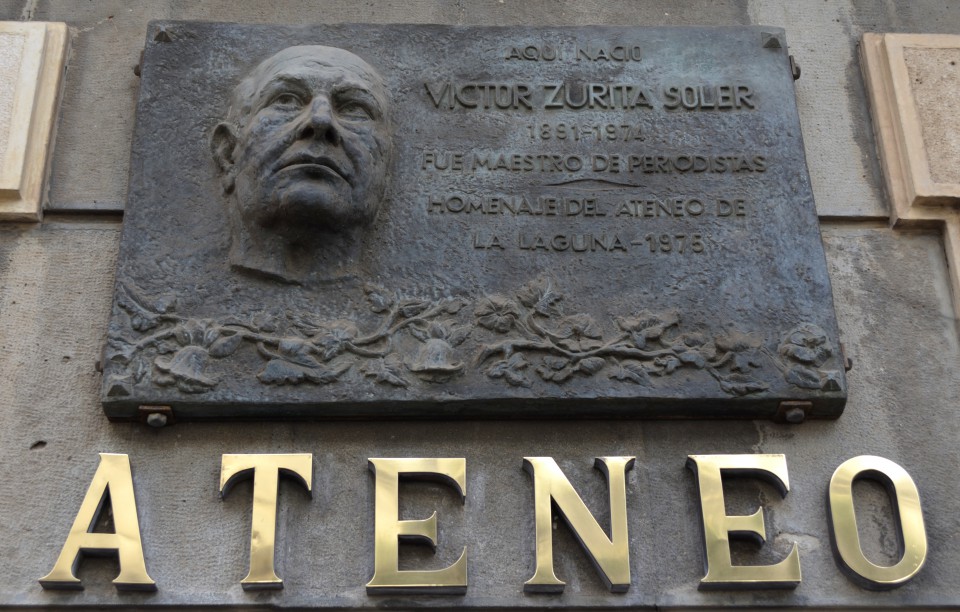 AQUI NACIO
VICTOR ZURITA SOLER
1891-1974
FUE MAESTRO DE PERIODISTAS
HOMENAJE DEL ATENEO DE
LA LAGUNA-1975
ATENEO